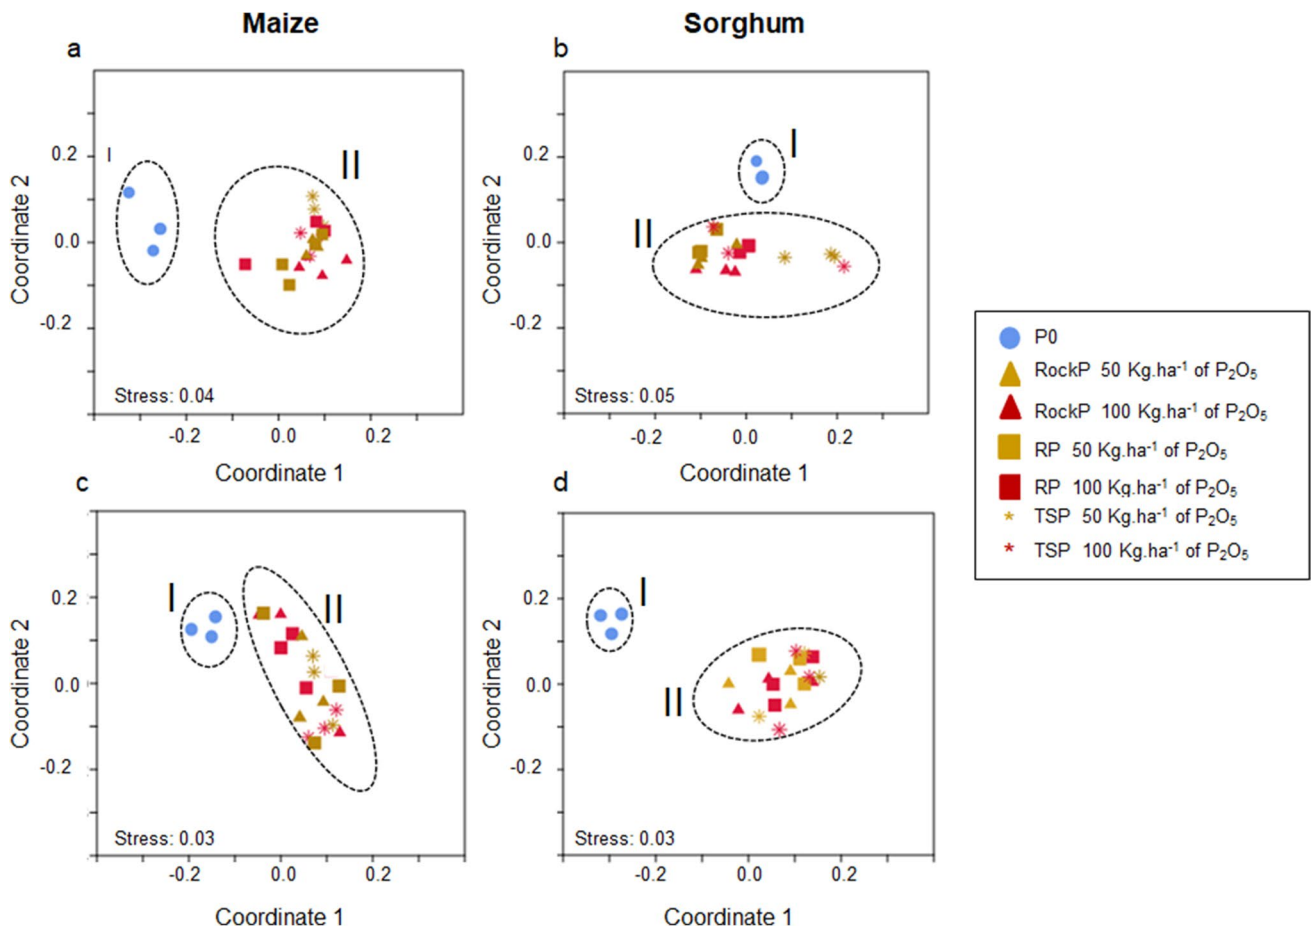 Maize
Sorghum
a
b
I
II
I
II
0.2
0.0
-0.2
Coordinate 2
Stress: 0.04
-0.2
0.0
0.2
Coordinate 1
0.2
0.0
-0.2
Coordinate 2
Stress: 0.05
-0.2
0.0
0.2
Coordinate 1
c
d
I
II
I
II
0.2
0.0
-0.2
Coordinate 2
Stress: 0.03
-0.2
0.0
0.2
Coordinate 1
0.2
0.0
-0.2
Coordinate 2
Stress: 0.03
-0.2
0.0
0.2
Coordinate 1
P0
RockP 50 Kg.ha⁻¹ of P₂O₅
RockP 100 Kg.ha⁻¹ of P₂O₅
RP 50 Kg.ha⁻¹ of P₂O₅
RP 100 Kg.ha⁻¹ of P₂O₅
TSP 50 Kg.ha⁻¹ of P₂O₅
TSP 100 Kg.ha⁻¹ of P₂O₅